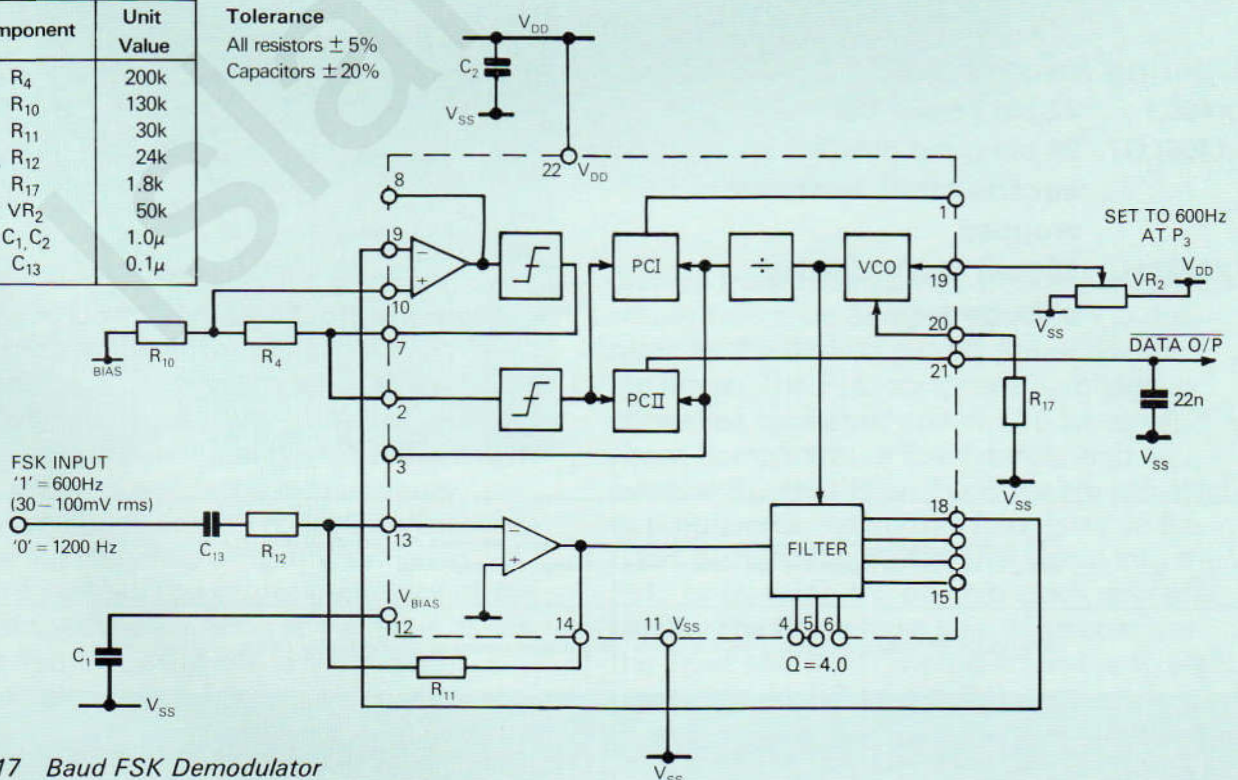 mponent Unit Value
R4 200k
R10 130k
R11 30k
R12 24k
R17 1.8k
VR2 50k
C1, C2 1.0μ
C13 0.1μ
Tolerance
All resistors ± 5%
Capacitors ±20%
VDD
C2
VSS
22 VDD
8
9
10
7
2
3
13
VBIAS
12
14
11 VSS
1
19
20
21
18
15
4 5 6
Q = 4.0
− +
PCI
÷
VCO
PCII
− +
FILTER
BIAS
R10
R4
SET TO 600Hz
AT P3
VR2
VDD
VSS
DATA O/P
22n
VSS
R17
VSS
FSK INPUT
'1' = 600Hz
(30 – 100mV rms)
'0' = 1200 Hz
C13
R12
R11
C1
VSS
VSS
17 Baud FSK Demodulator